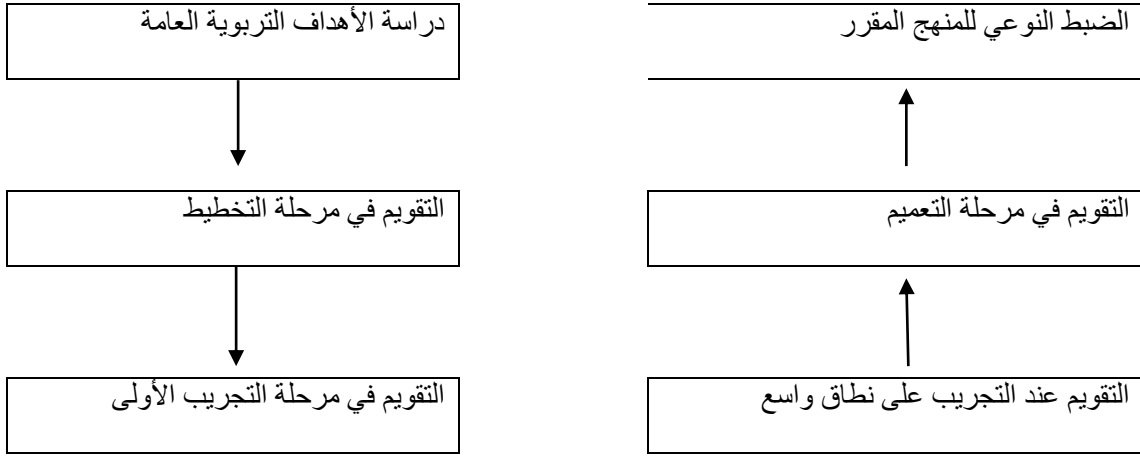 الضبط النوعي للمنهج المقرر
دراسة الأهداف التربوية العامة
التقويم في مرحلة التعميم
التقويم في مرحلة التخطيط
التقويم عند التجريب على نطاق واسع
التقويم في مرحلة التجريب الأولى